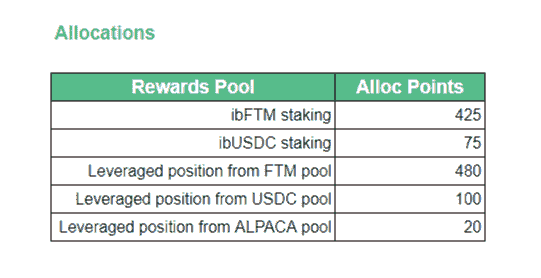 Allocations
Rewards Pool Alloc Points
ibFTM staking 425
ibUSDC staking 75
Leveraged position from FTM pool 480
Leveraged position from USDC pool 100
Leveraged position from ALPACA pool 20